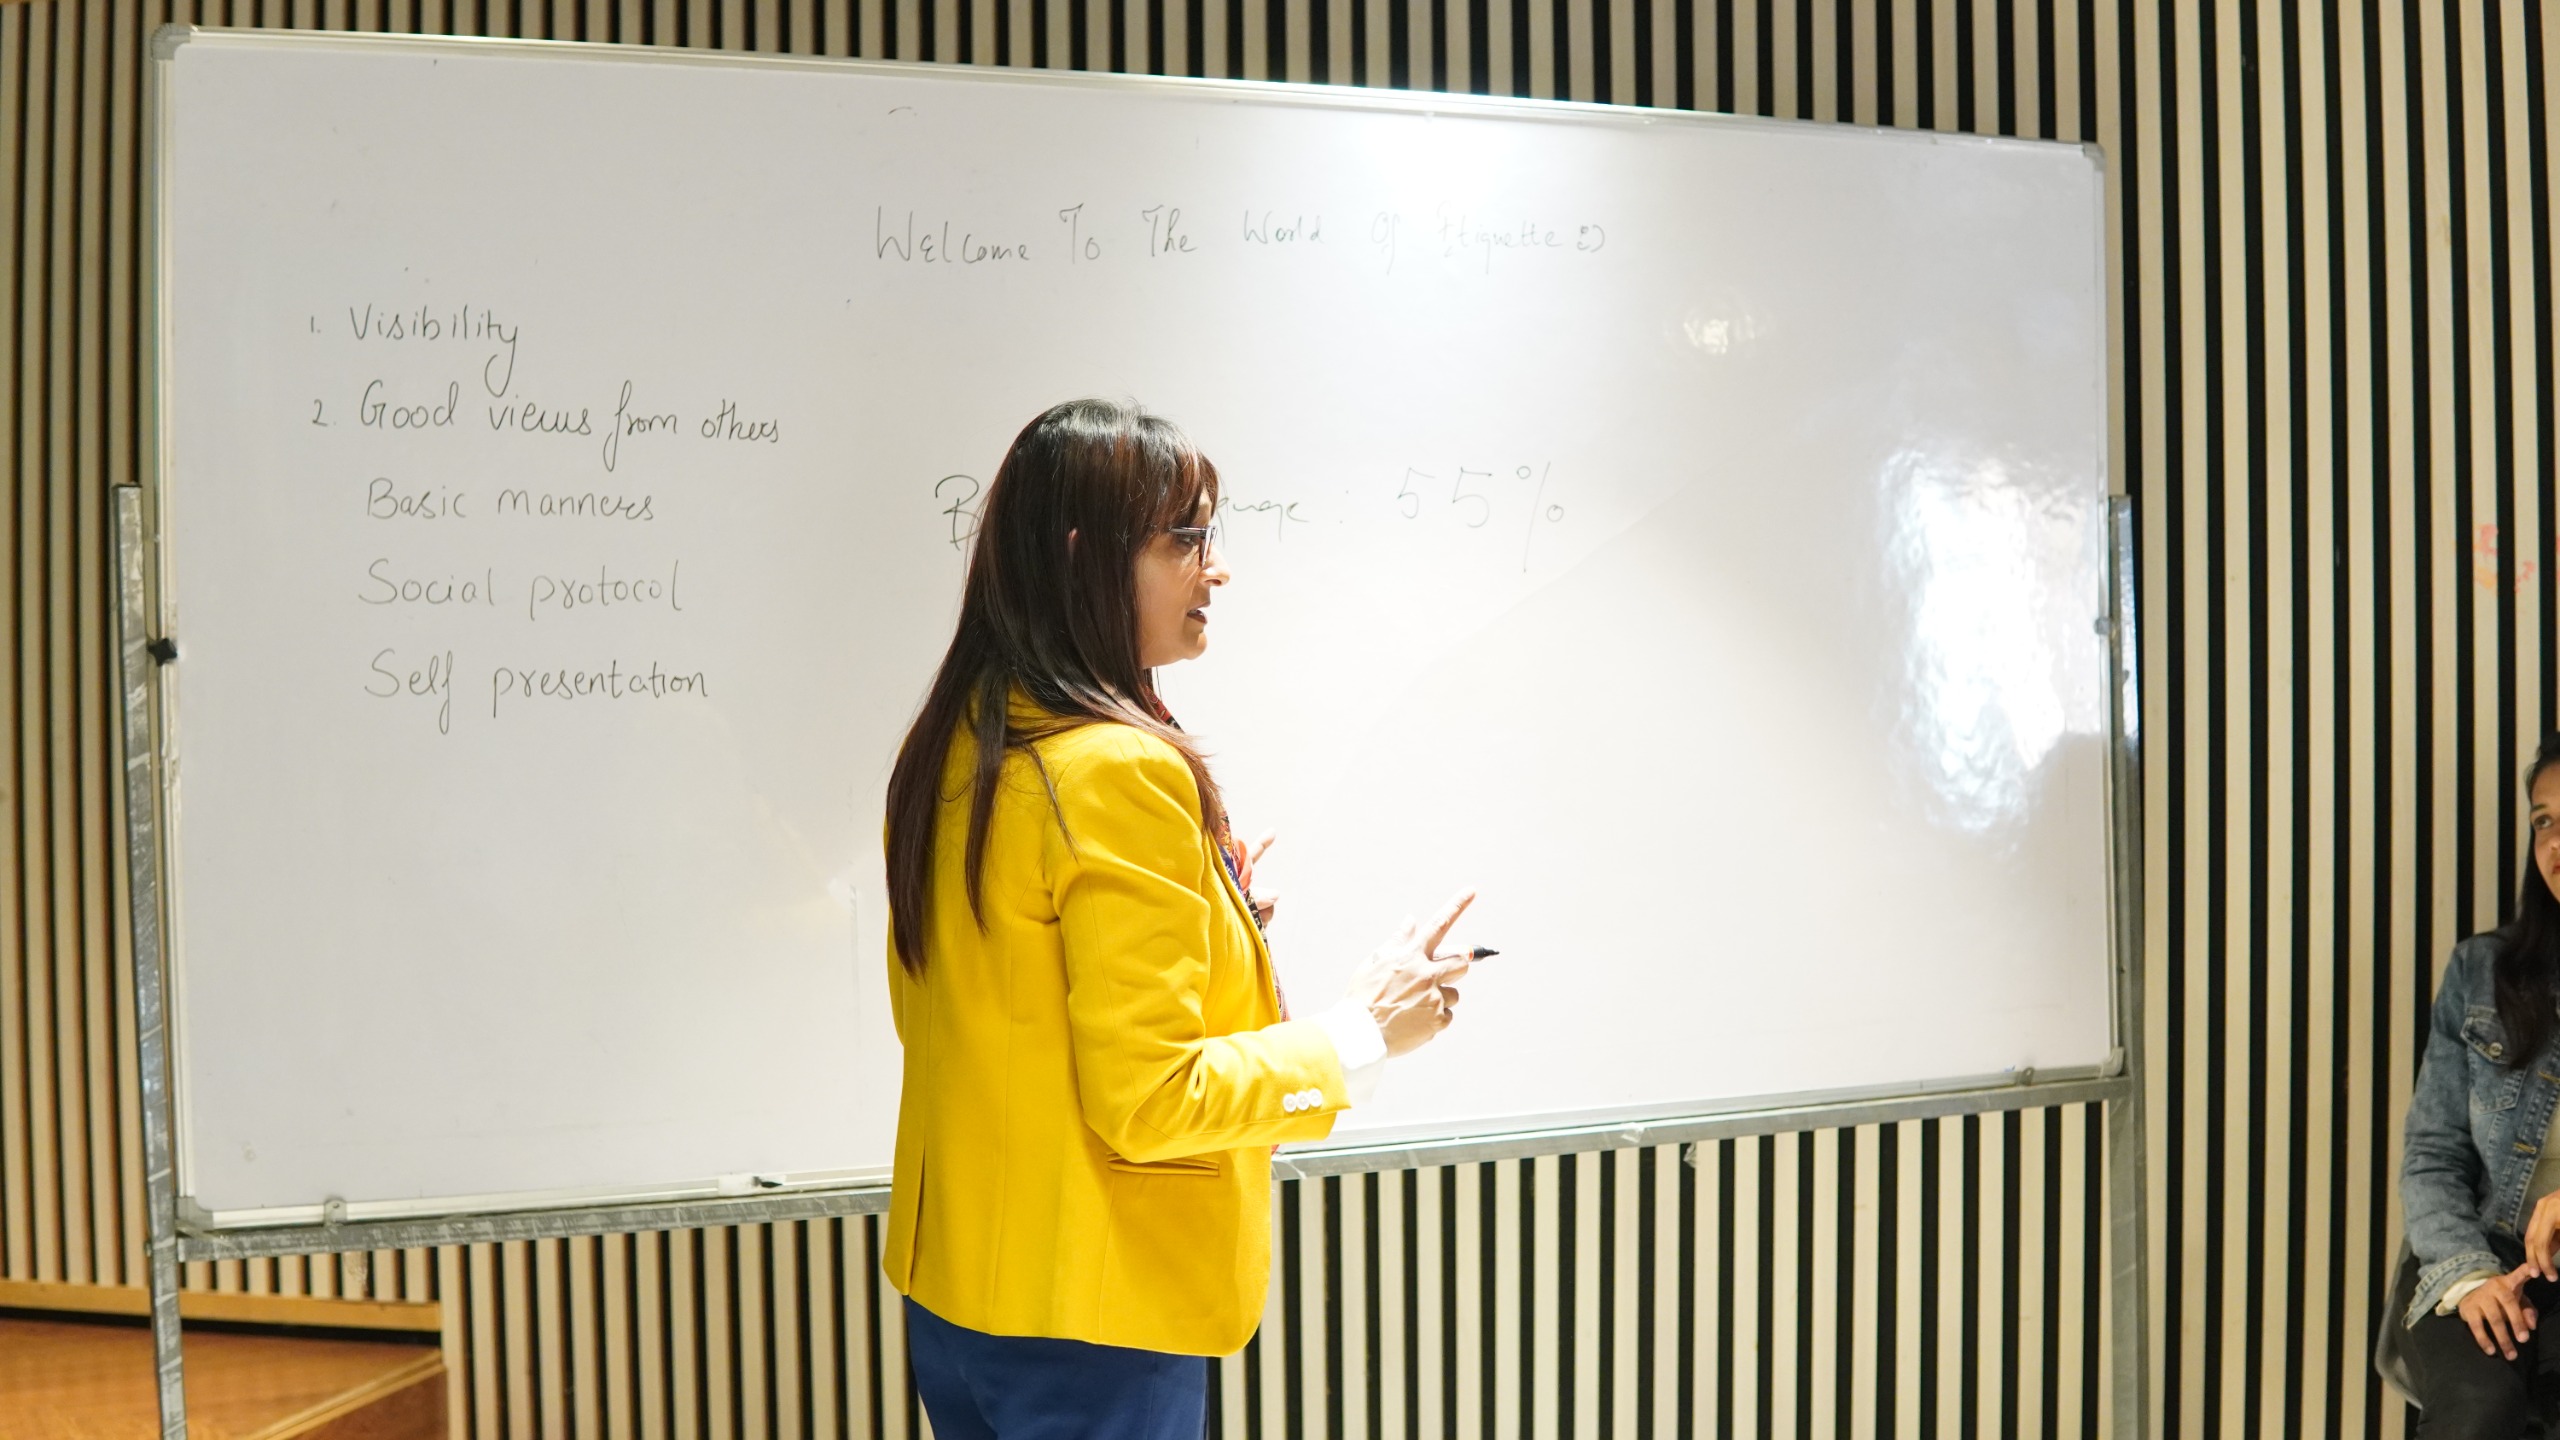 Welcome To The World Of Etiquette :)
1. Visibility
2. Good views from others
Basic manners
Social protocol
Self presentation
: 55%